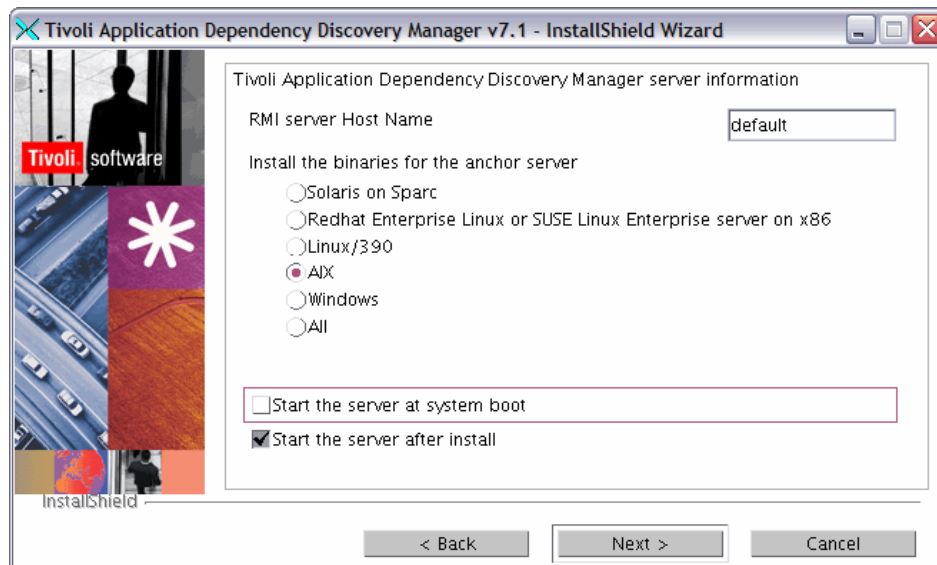 Tivoli Application Dependency Discovery Manager v7.1 - InstallShield Wizard
Tivoli software
Tivoli Application Dependency Discovery Manager server information
RMI server Host Name
default
Install the binaries for the anchor server
Solaris on Sparc
Redhat Enterprise Linux or SUSE Linux Enterprise server on x86
Linux/390
AIX
Windows
All
Start the server at system boot
Start the server after install
InstallShield
< Back
Next >
Cancel